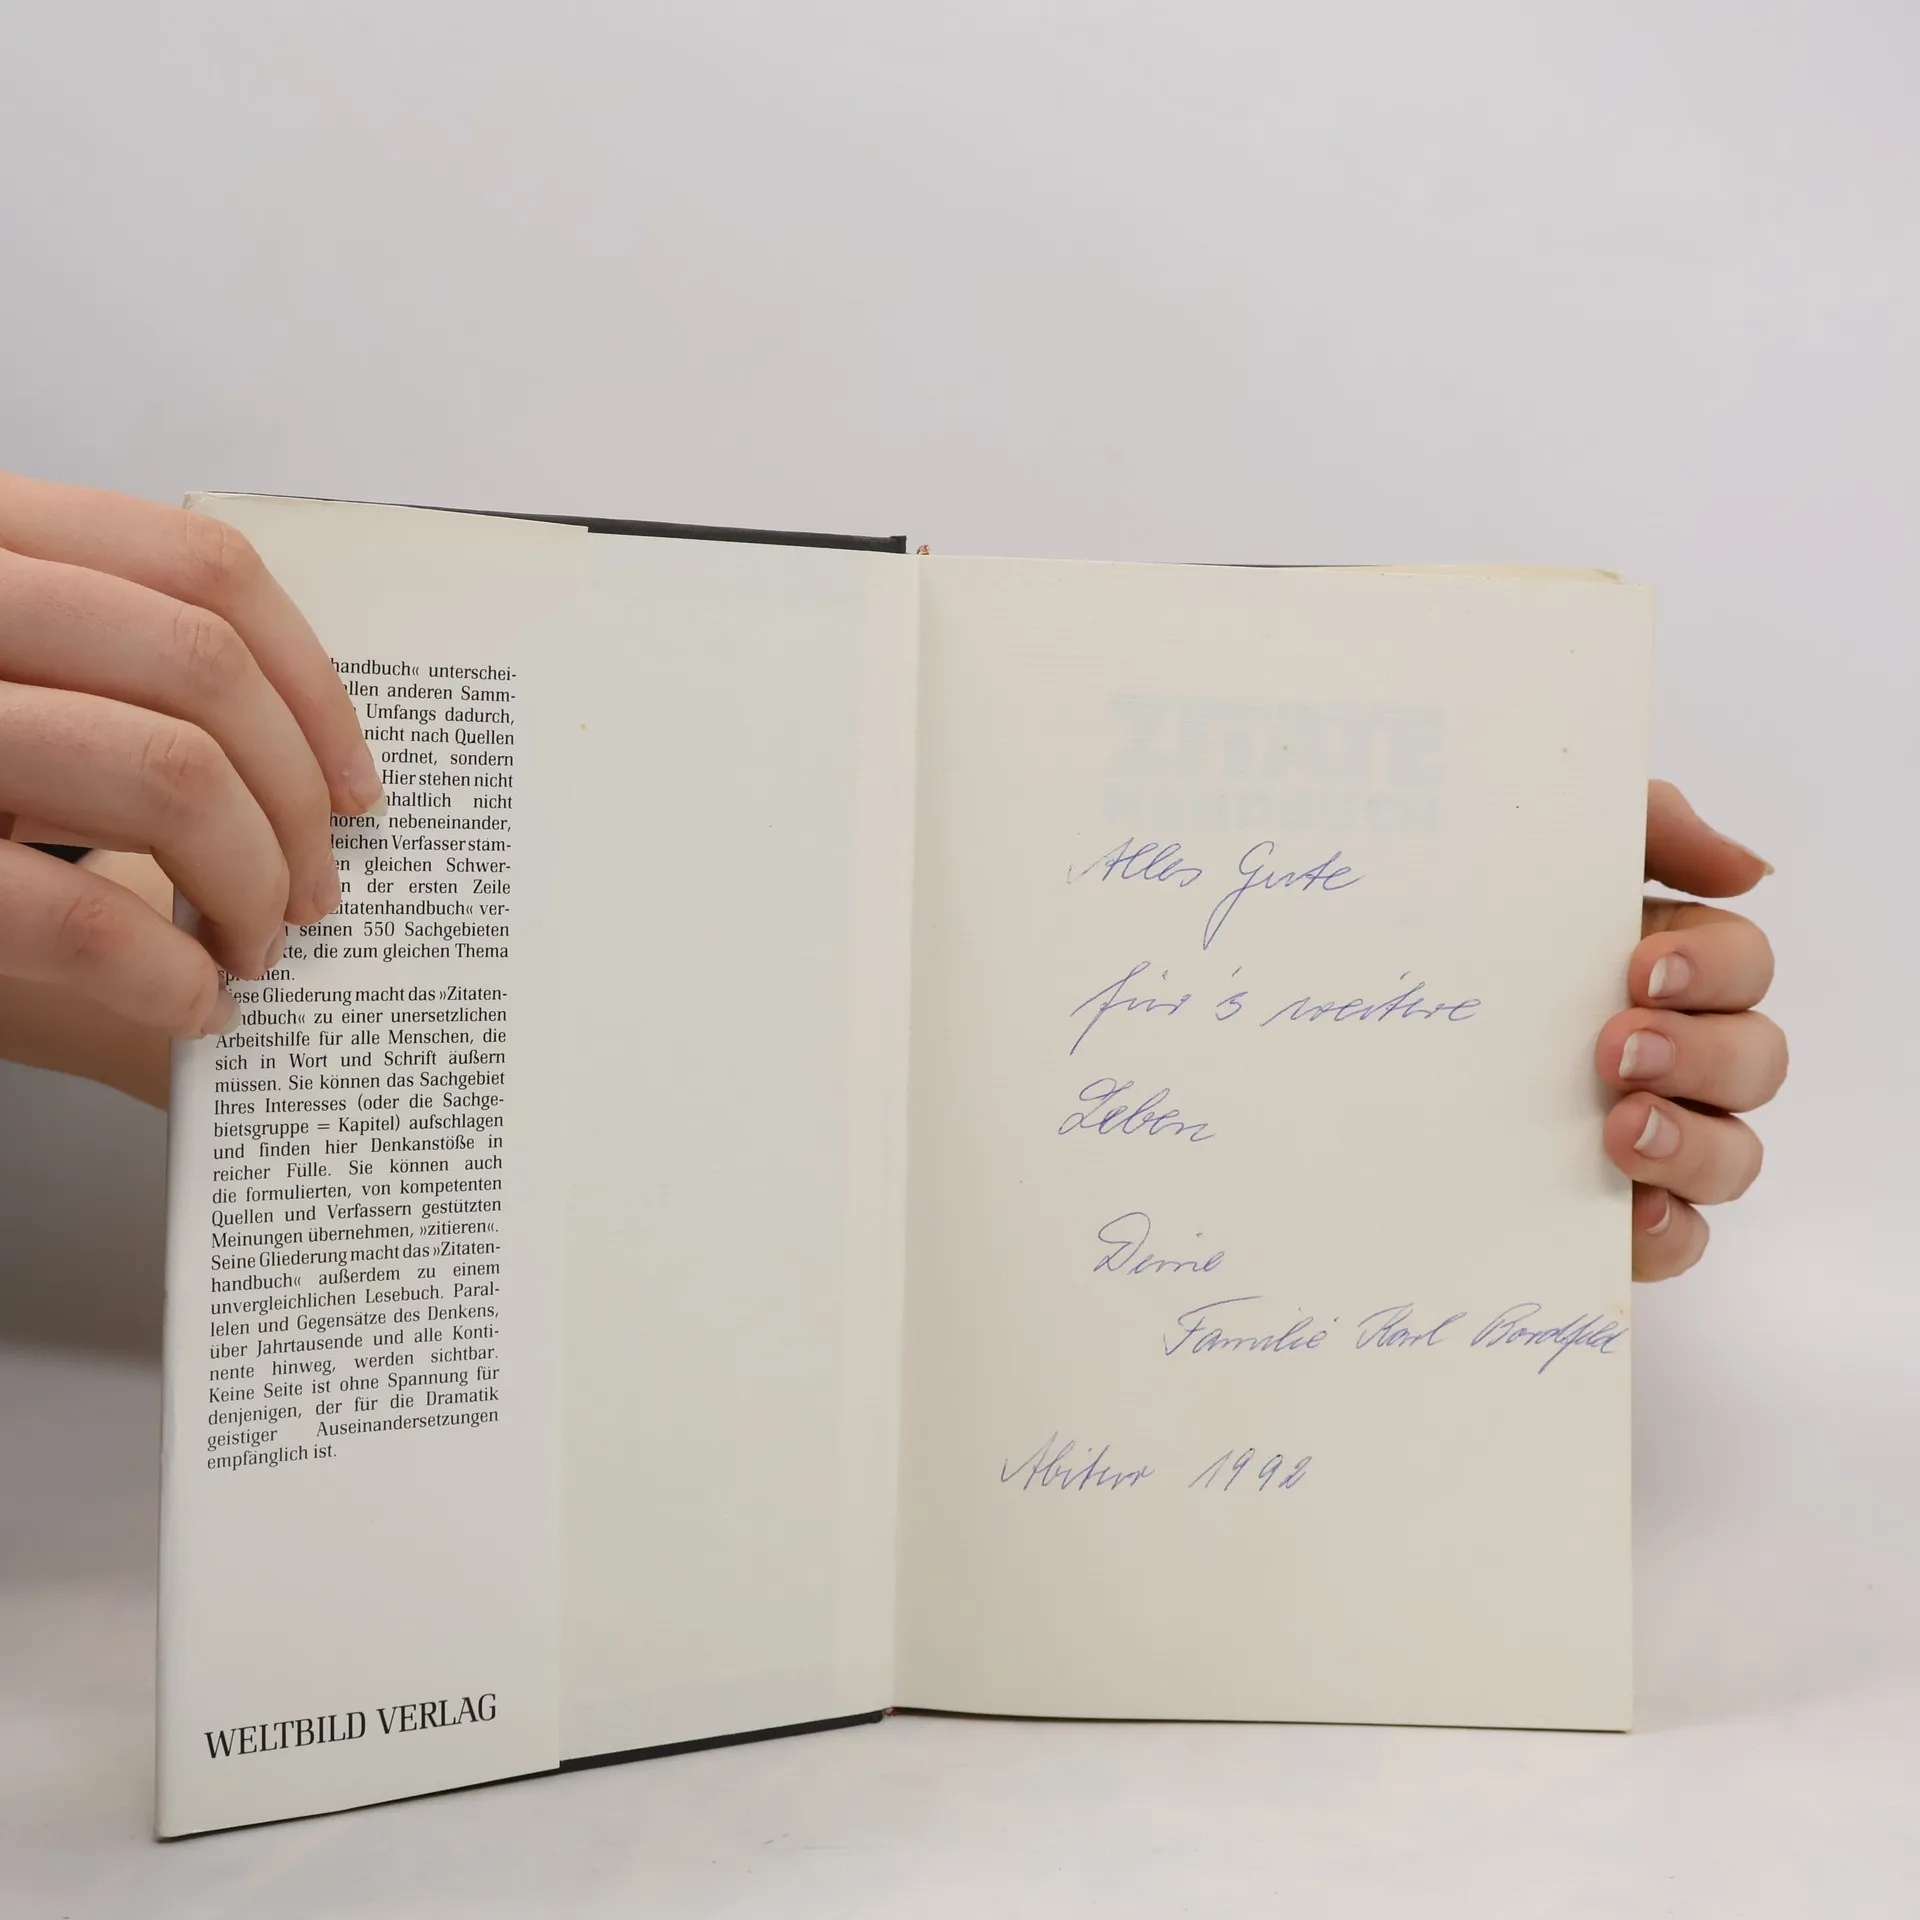 handbuch« unterschei-
allen anderen Samm-
Umfangs dadurch,
nicht nach Quellen
ordnet, sondern
Hier stehen nicht
nhaltlich nicht
hören, nebeneinander,
leichen Verfasser stam-
en gleichen Schwer-
n der ersten Zeile
Zitatenhandbuch« ver-
seinen 550 Sachgebieten
kte, die zum gleichen Thema
sprechen.
iese Gliederung macht das »Zitaten-
ndbuch« zu einer unersetzlichen
Arbeitshilfe für alle Menschen, die
sich in Wort und Schrift äußern
müssen. Sie können das Sachgebiet
Ihres Interesses (oder die Sachge-
bietsgruppe = Kapitel) aufschlagen
und finden hier Denkanstöße in
reicher Fülle. Sie können auch
die formulierten, von kompetenten
Quellen und Verfassern gestützten
Meinungen übernehmen, »zitieren«.
Seine Gliederung macht das »Zitaten-
handbuch« außerdem zu einem
unvergleichlichen Lesebuch. Paral-
lelen und Gegensätze des Denkens,
über Jahrtausende und alle Konti-
nente hinweg, werden sichtbar.
Keine Seite ist ohne Spannung für
denjenigen, der für die Dramatik
geistiger Auseinandersetzungen
empfänglich ist.
WELTBILD VERLAG
Alles Gute
für's weitere
Leben
Deine
Familie Karl
Abitur 1992